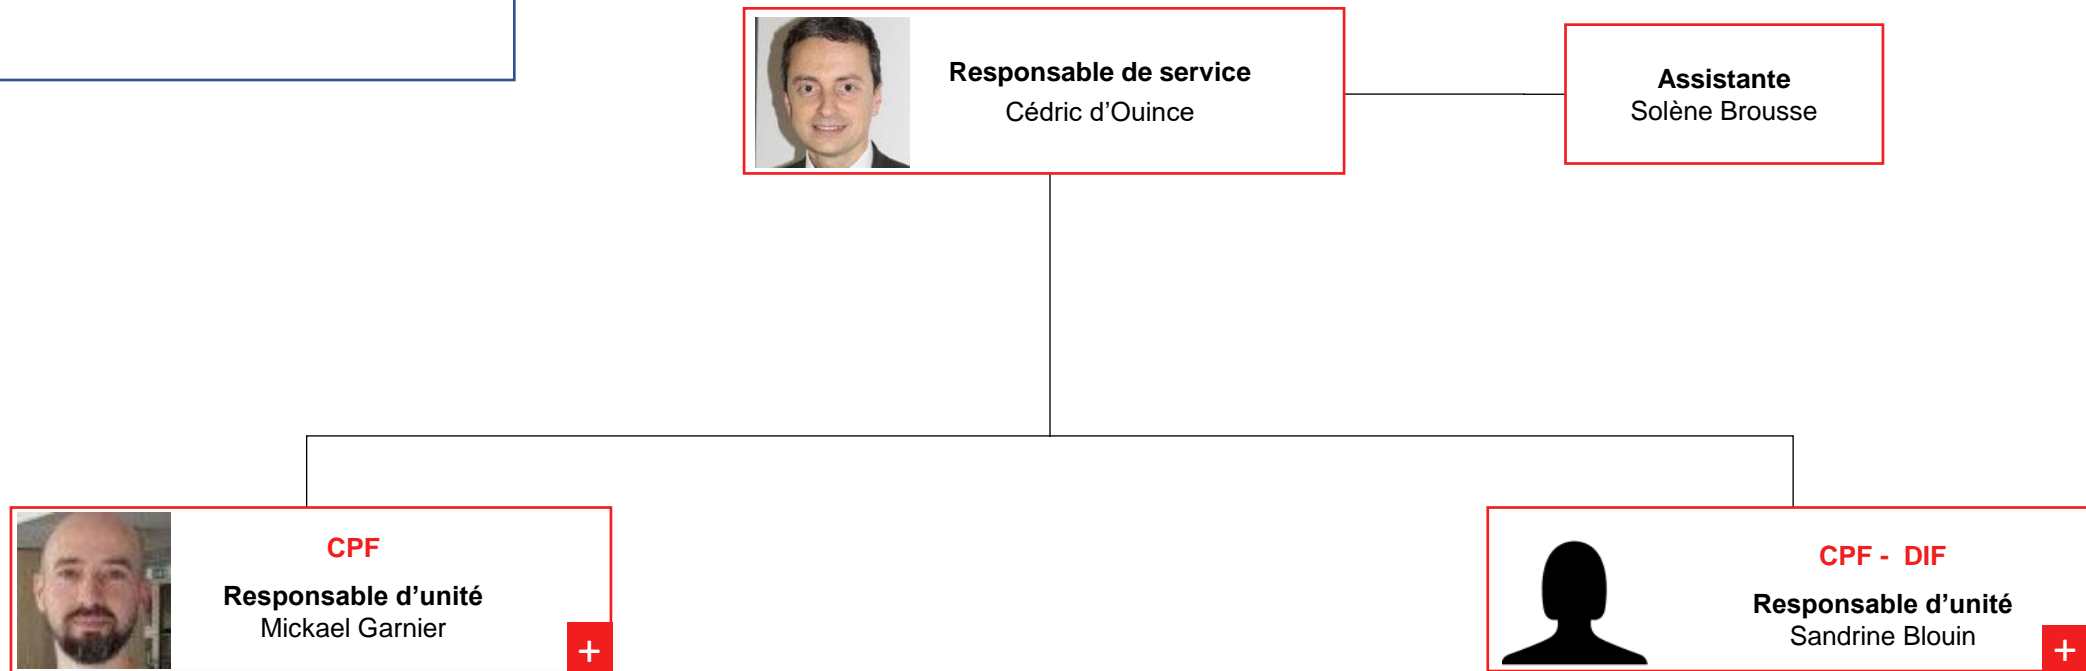 Responsable de service
Cédric d’Ouince
Assistante
Solène Brousse
CPF
Responsable d’unité
Mickael Garnier
+
CPF - DIF
Responsable d’unité
Sandrine Blouin
+